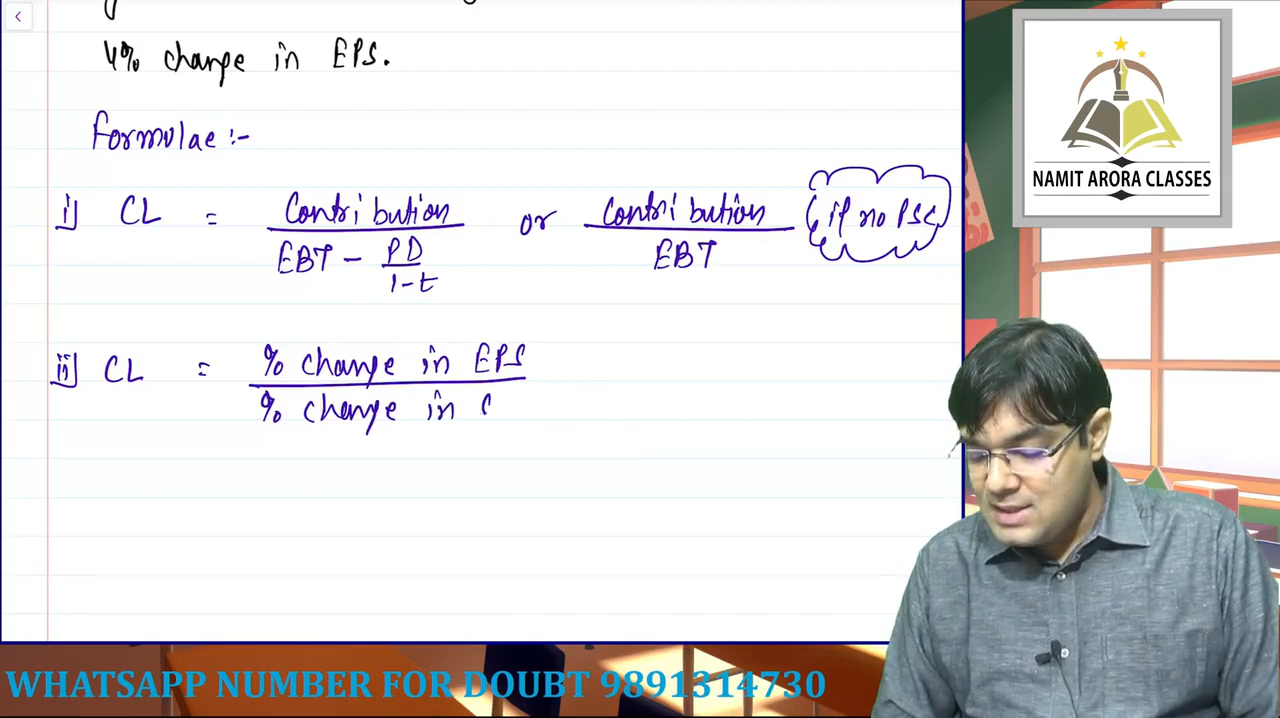 4% change in EPS.
Formulae :-
i] CL = Contribution / EBT - PD / 1-t or Contribution / EBT (if no PSC)
ii] CL = % change in EPS / % change in
NAMIT ARORA CLASSES
WHATSAPP NUMBER FOR DOUBT 9891314730